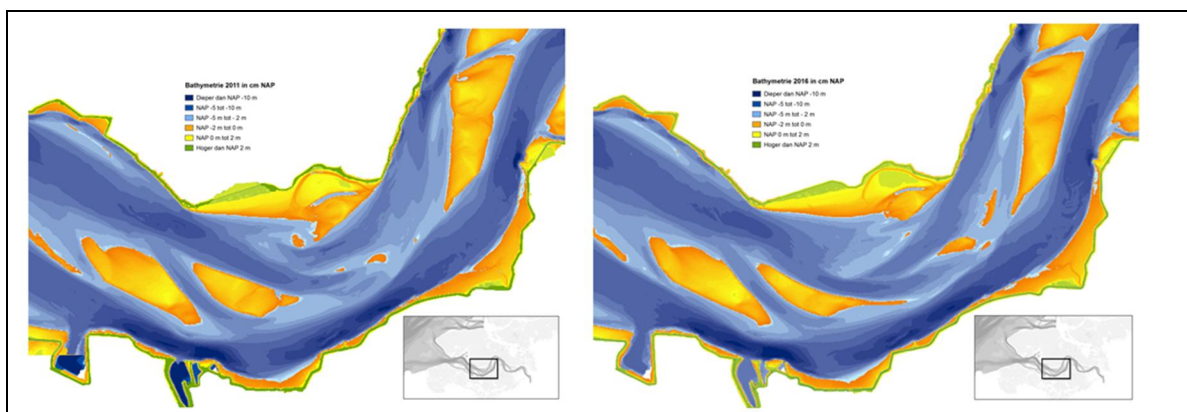 Bathymetrie 2011 in cm NAP
Dieper dan NAP -10 m
NAP -5 tot -10 m
NAP -5 m tot - 2 m
NAP -2 m tot 0 m
NAP 0 m tot 2 m
Hoger dan NAP 2 m
Bathymetrie 2016 in cm NAP
Dieper dan NAP -10 m
NAP -5 tot -10 m
NAP -5 m tot - 2 m
NAP -2 m tot 0 m
NAP 0 m tot 2 m
Hoger dan NAP 2 m